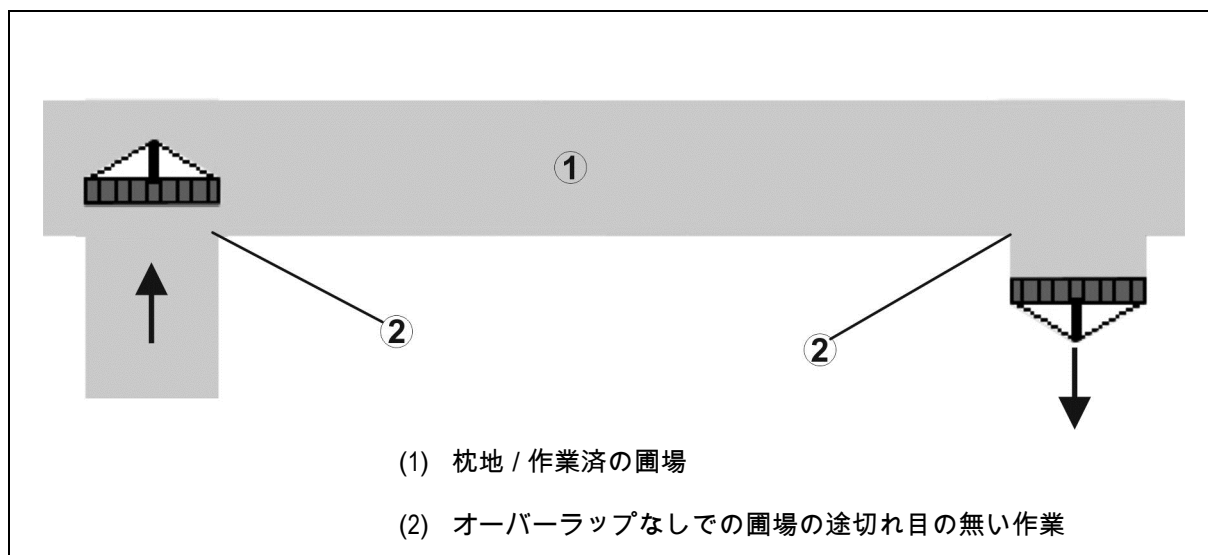 ①
②
②
(1) 枕地 / 作業済の圃場
(2) オーバーラップなしでの圃場の途切れ目の無い作業